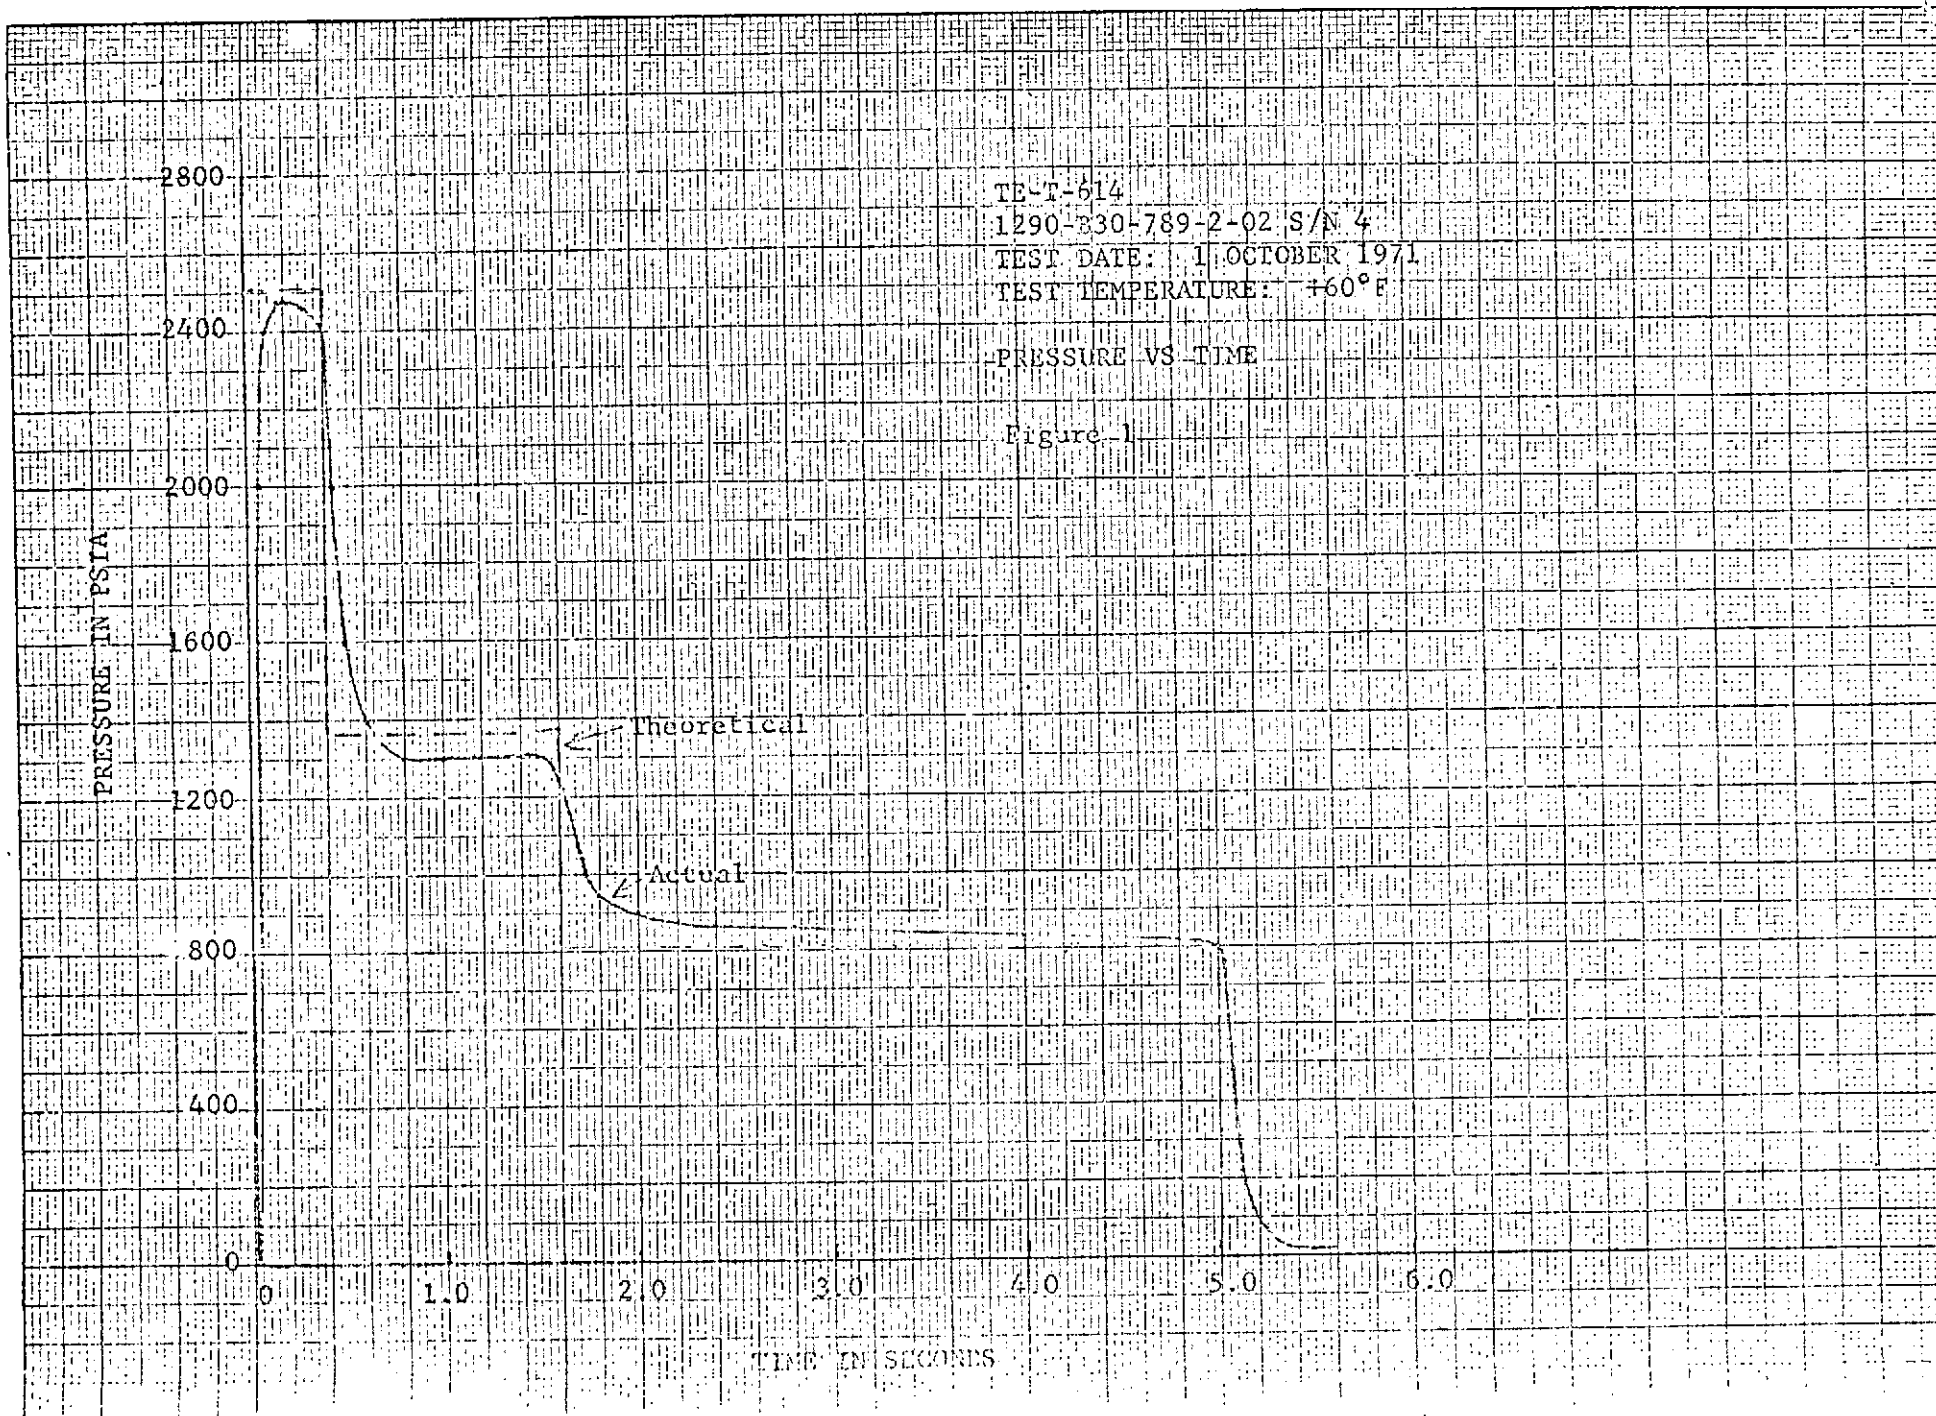 TE-T-614
1290-830-789-2-02 S/N 4
TEST DATE: 1 OCTOBER 1971
TEST TEMPERATURE: +60°F
PRESSURE VS TIME
Figure 1
PRESSURE IN PSIA
2800
2400
2000
1600
1200
800
400
0
Theoretical
Actual
0 1.0 2.0 3.0 4.0 5.0 6.0
TIME IN SECONDS